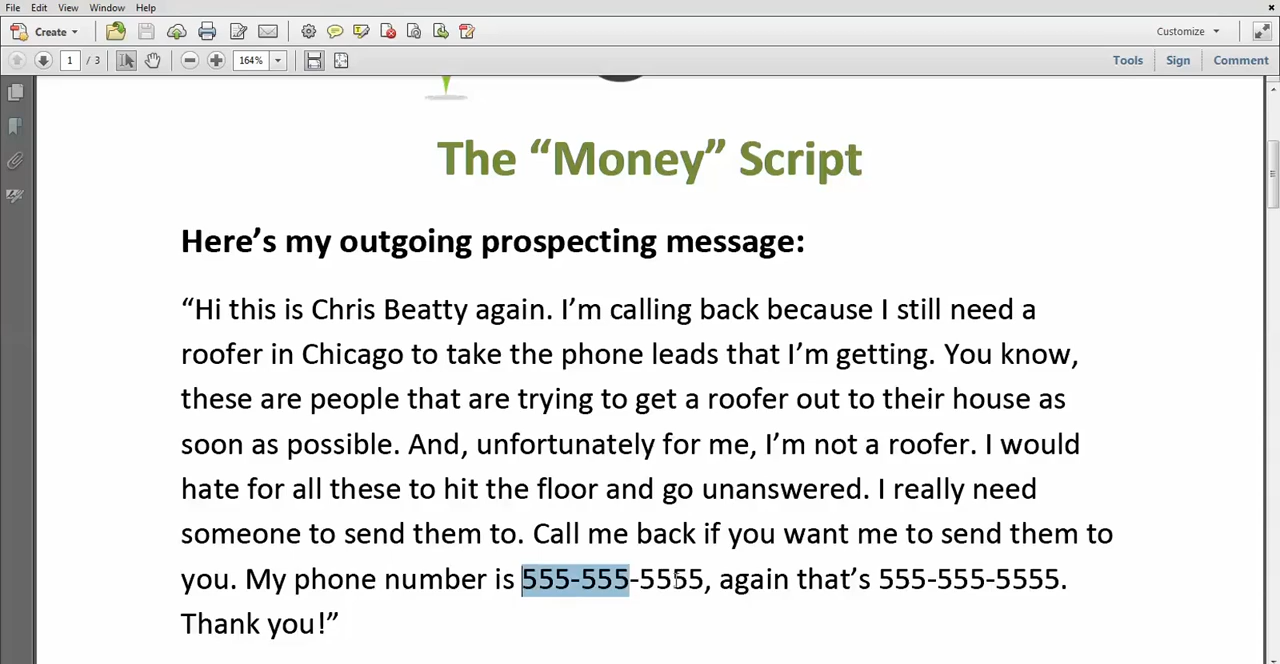 File Edit View Window Help
Create Customize
1 / 3 164% Tools Sign Comment
The “Money” Script
Here’s my outgoing prospecting message:
“Hi this is Chris Beatty again. I’m calling back because I still need a
roofer in Chicago to take the phone leads that I’m getting. You know,
these are people that are trying to get a roofer out to their house as
soon as possible. And, unfortunately for me, I’m not a roofer. I would
hate for all these to hit the floor and go unanswered. I really need
someone to send them to. Call me back if you want me to send them to
you. My phone number is 555-555-5555, again that’s 555-555-5555.
Thank you!”